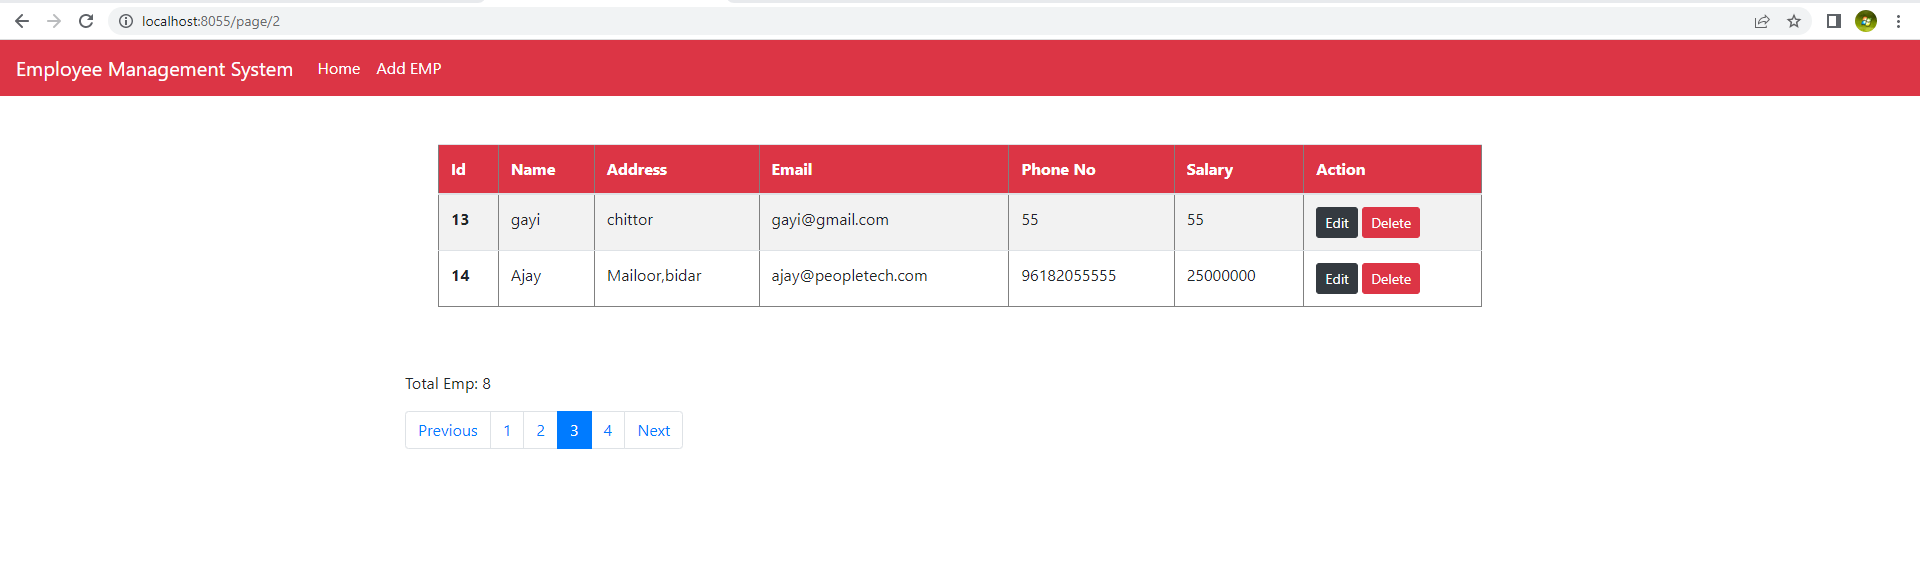 localhost:8055/page/2
Employee Management System Home Add EMP
Id Name Address Email Phone No Salary Action
13 gayi chittor gayi@gmail.com 55 55 Edit Delete
14 Ajay Mailoor,bidar ajay@peopletech.com 96182055555 25000000 Edit Delete
Total Emp: 8
Previous 1 2 3 4 Next